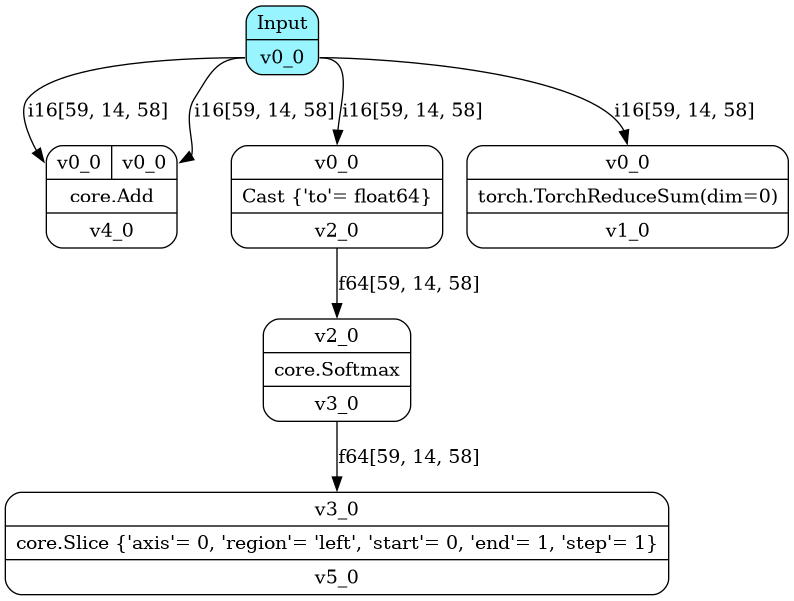 Input
v0_0
i16[59, 14, 58]
i16[59, 14, 58]
i16[59, 14, 58]
i16[59, 14, 58]
v0_0 v0_0
core.Add
v4_0
v0_0
Cast {'to'= float64}
v2_0
v0_0
torch.TorchReduceSum(dim=0)
v1_0
f64[59, 14, 58]
v2_0
core.Softmax
v3_0
f64[59, 14, 58]
v3_0
core.Slice {'axis'= 0, 'region'= 'left', 'start'= 0, 'end'= 1, 'step'= 1}
v5_0